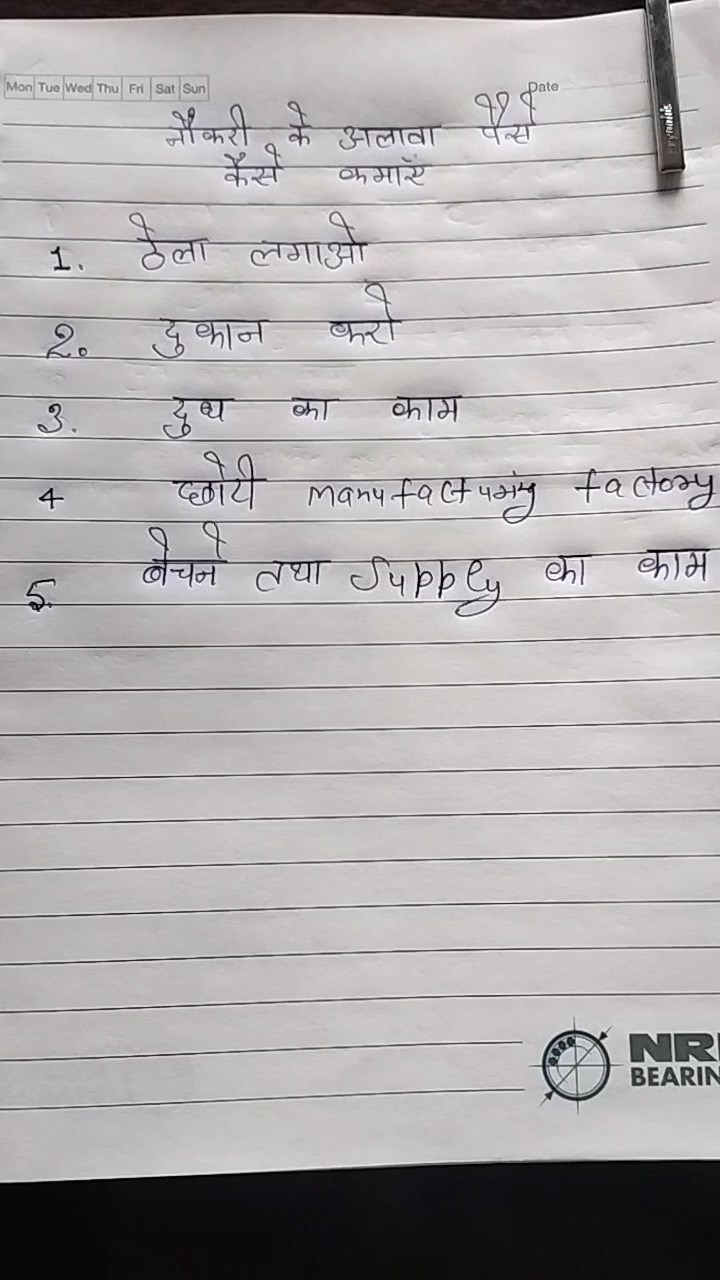 Mon Tue Wed Thu Fri Sat Sun
Date
नौकरी के अलावा पैसे
कैसे कमाएं
1. ठेला लगाओ
2. दुकान करो
3. दुध का काम
4 छोटी manufacturing factory
5. बेचने तथा Supply का काम
NR
BEARIN